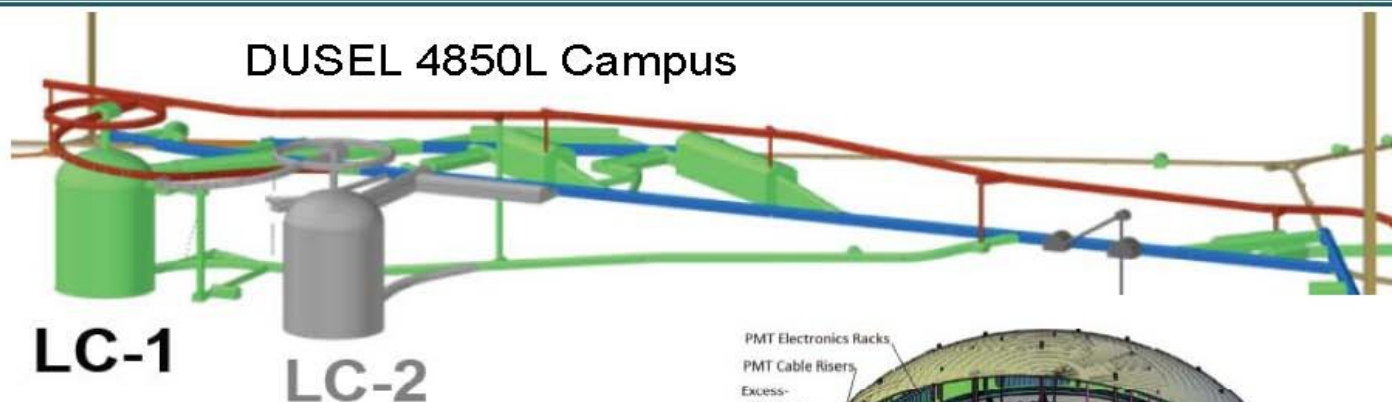 DUSEL 4850L Campus
LC-1
LC-2
PMT Electronics Racks
PMT Cable Risers
Excess-